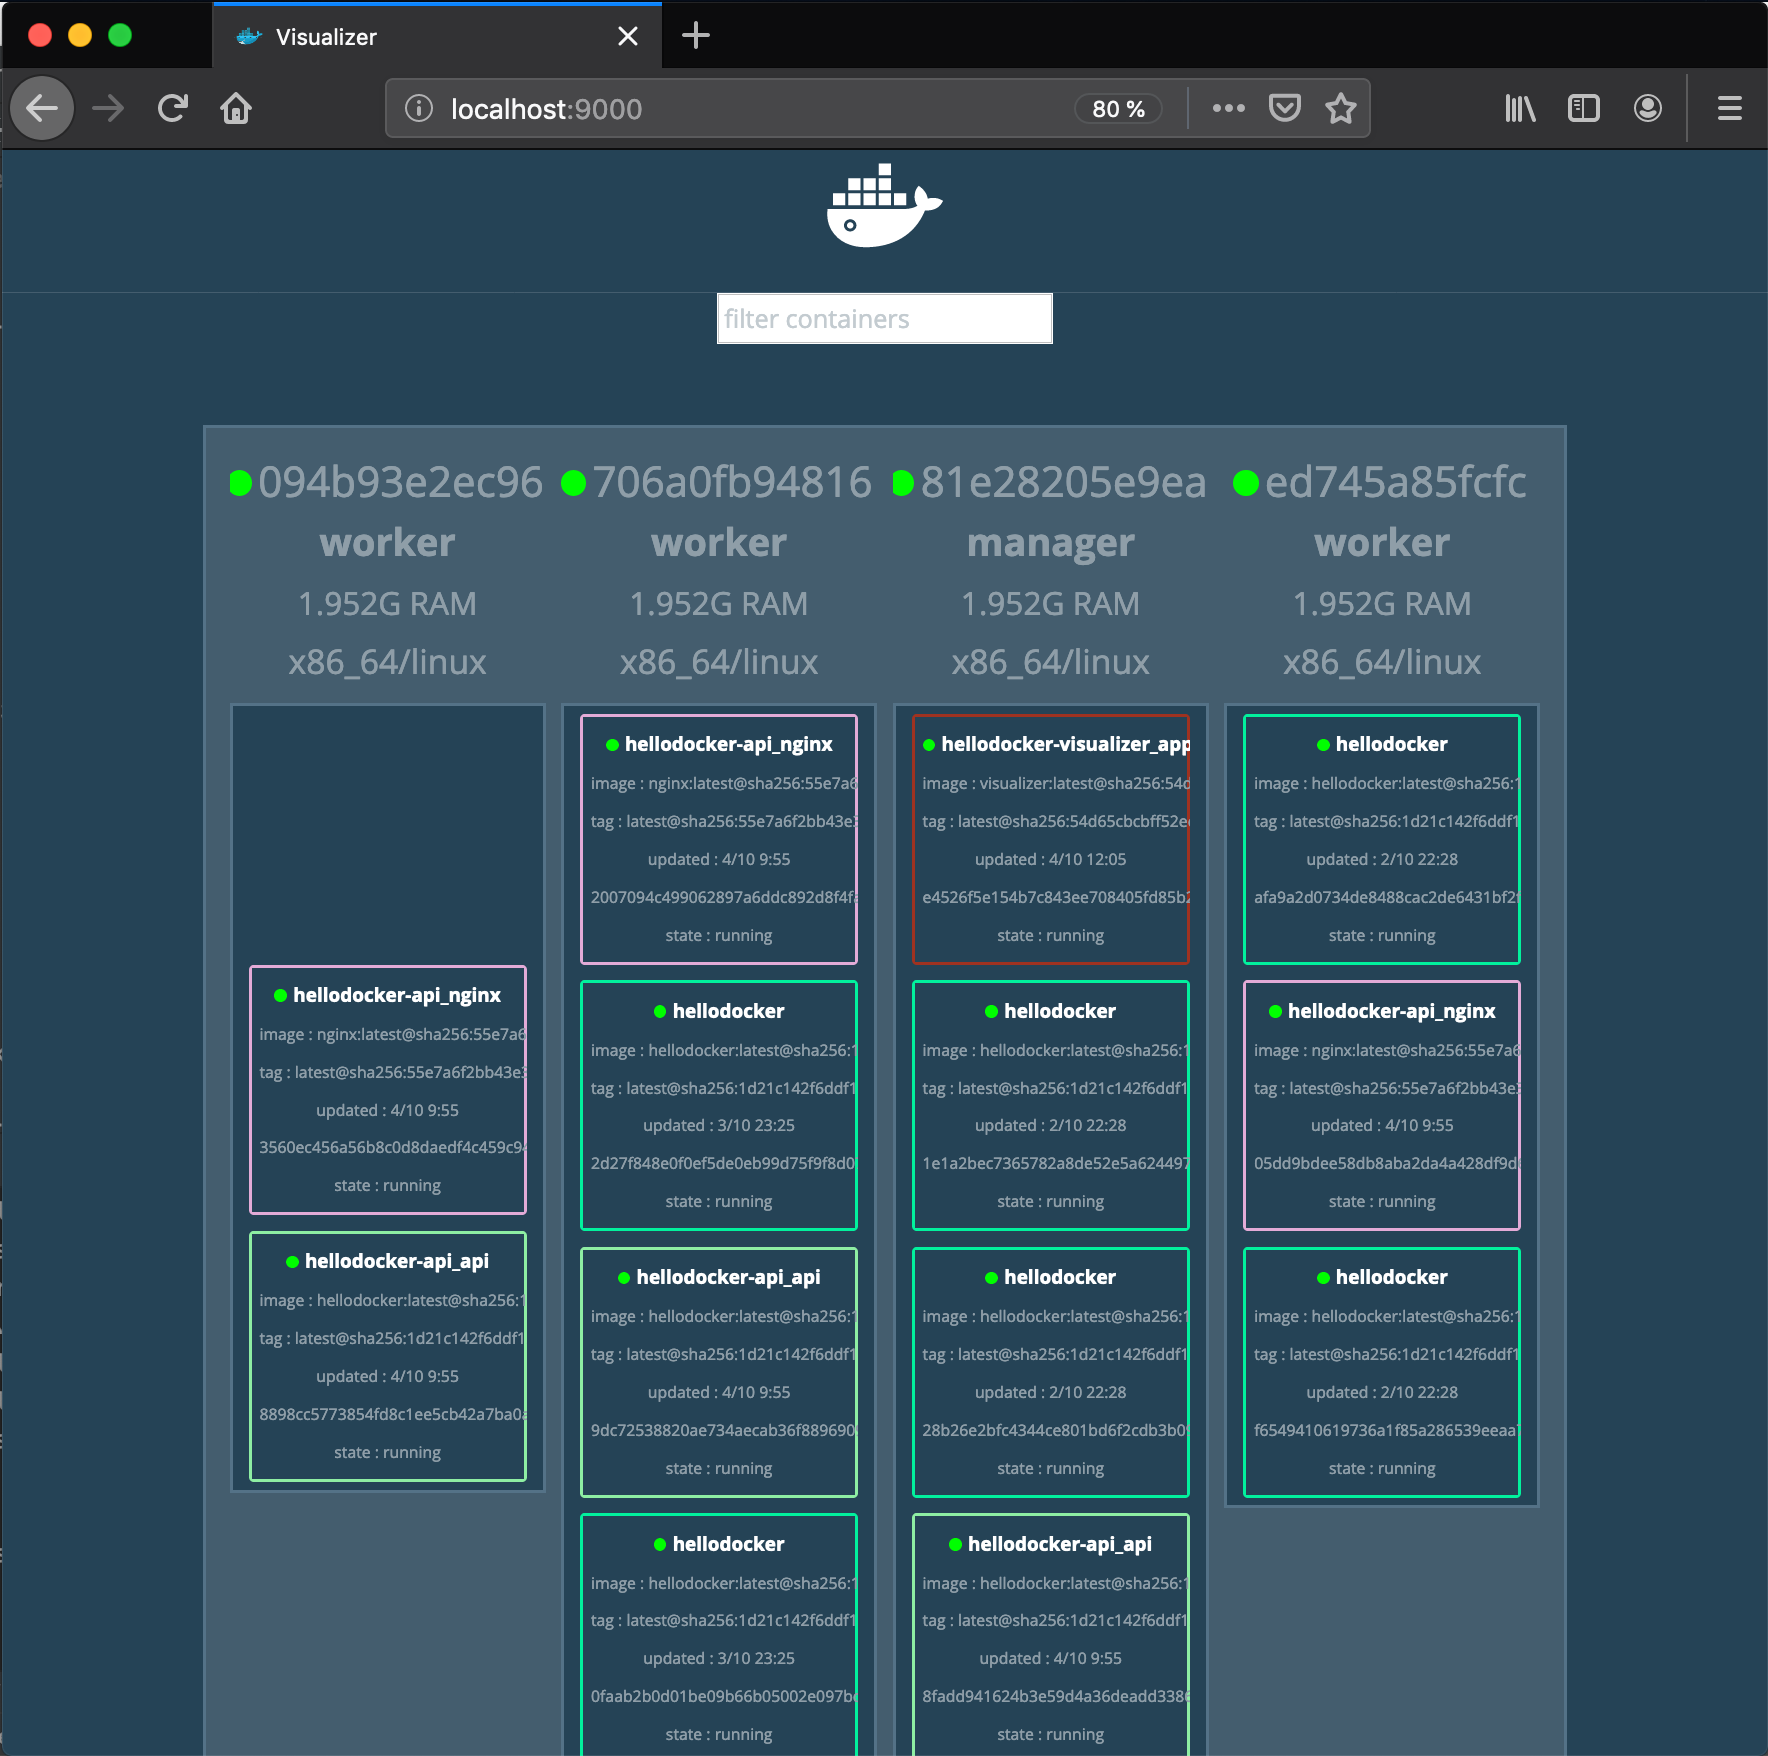 Visualizer
localhost:9000
80 %
filter containers
094b93e2ec96
worker
1.952G RAM
x86_64/linux
hellodocker-api_nginx
image : nginx:latest@sha256:55e7a6
tag : latest@sha256:55e7a6f2bb43e3
updated : 4/10 9:55
3560ec456a56b8c0d8daedf4c459c94
state : running
hellodocker-api_api
image : hellodocker:latest@sha256:1
tag : latest@sha256:1d21c142f6ddf1
updated : 4/10 9:55
8898cc5773854fd8c1ee5cb42a7ba0a
state : running
706a0fb94816
worker
1.952G RAM
x86_64/linux
hellodocker-api_nginx
image : nginx:latest@sha256:55e7a6
tag : latest@sha256:55e7a6f2bb43e3
updated : 4/10 9:55
2007094c499062897a6ddc892d8f4fa
state : running
hellodocker
image : hellodocker:latest@sha256:1
tag : latest@sha256:1d21c142f6ddf1
updated : 3/10 23:25
2d27f848e0f0ef5de0eb99d75f9f8d0
state : running
hellodocker-api_api
image : hellodocker:latest@sha256:1
tag : latest@sha256:1d21c142f6ddf1
updated : 4/10 9:55
9dc72538820ae734aecab36f889690
state : running
hellodocker
image : hellodocker:latest@sha256:1
tag : latest@sha256:1d21c142f6ddf1
updated : 3/10 23:25
0faab2b0d01be09b66b05002e097b
state : running
81e28205e9ea
manager
1.952G RAM
x86_64/linux
hellodocker-visualizer_app
image : visualizer:latest@sha256:54d
tag : latest@sha256:54d65cbcbff52e
updated : 4/10 12:05
e4526f5e154b7c843ee708405fd85b2
state : running
hellodocker
image : hellodocker:latest@sha256:1
tag : latest@sha256:1d21c142f6ddf1
updated : 2/10 22:28
1e1a2bec7365782a8de52e5a624497
state : running
hellodocker
image : hellodocker:latest@sha256:1
tag : latest@sha256:1d21c142f6ddf1
updated : 2/10 22:28
28b26e2bfc4344ce801bd6f2cdb3b0
state : running
hellodocker-api_api
image : hellodocker:latest@sha256:1
tag : latest@sha256:1d21c142f6ddf1
updated : 4/10 9:55
8fadd941624b3e59d4a36deadd338
state : running
ed745a85fcfc
worker
1.952G RAM
x86_64/linux
hellodocker
image : hellodocker:latest@sha256:1
tag : latest@sha256:1d21c142f6ddf1
updated : 2/10 22:28
afa9a2d0734de8488cac2de6431bf2
state : running
hellodocker-api_nginx
image : nginx:latest@sha256:55e7a6
tag : latest@sha256:55e7a6f2bb43e3
updated : 4/10 9:55
05dd9bdee58db8aba2da4a428df9d
state : running
hellodocker
image : hellodocker:latest@sha256:1
tag : latest@sha256:1d21c142f6ddf1
updated : 2/10 22:28
f6549410619736a1f85a286539eeaa
state : running